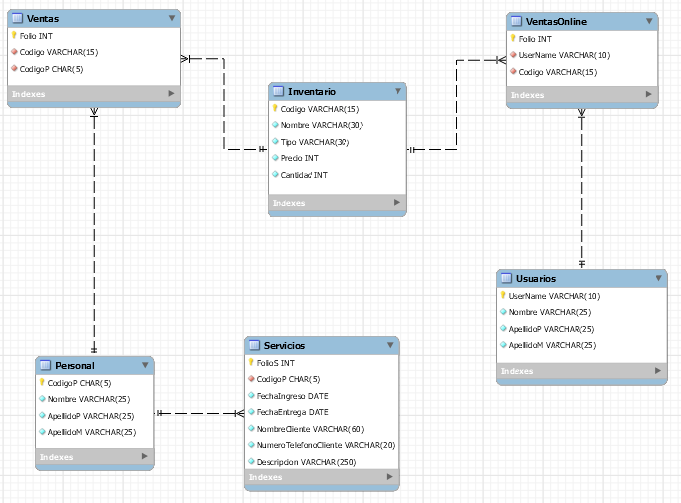 Ventas
Folio INT
Codigo VARCHAR(15)
CodigoP CHAR(5)
Indexes
VentasOnline
Folio INT
UserName VARCHAR(10)
Codigo VARCHAR(15)
Indexes
Inventario
Codigo VARCHAR(15)
Nombre VARCHAR(30)
Tipo VARCHAR(30)
Precio INT
Cantidad INT
Indexes
Usuarios
UserName VARCHAR(10)
Nombre VARCHAR(25)
ApellidoP VARCHAR(25)
ApellidoM VARCHAR(25)
Indexes
Personal
CodigoP CHAR(5)
Nombre VARCHAR(25)
ApellidoP VARCHAR(25)
ApellidoM VARCHAR(25)
Indexes
Servicios
FolioS INT
CodigoP CHAR(5)
FechaIngreso DATE
FechaEntrega DATE
NombreCliente VARCHAR(60)
NumeroTelefonoCliente VARCHAR(20)
Descripcion VARCHAR(250)
Indexes